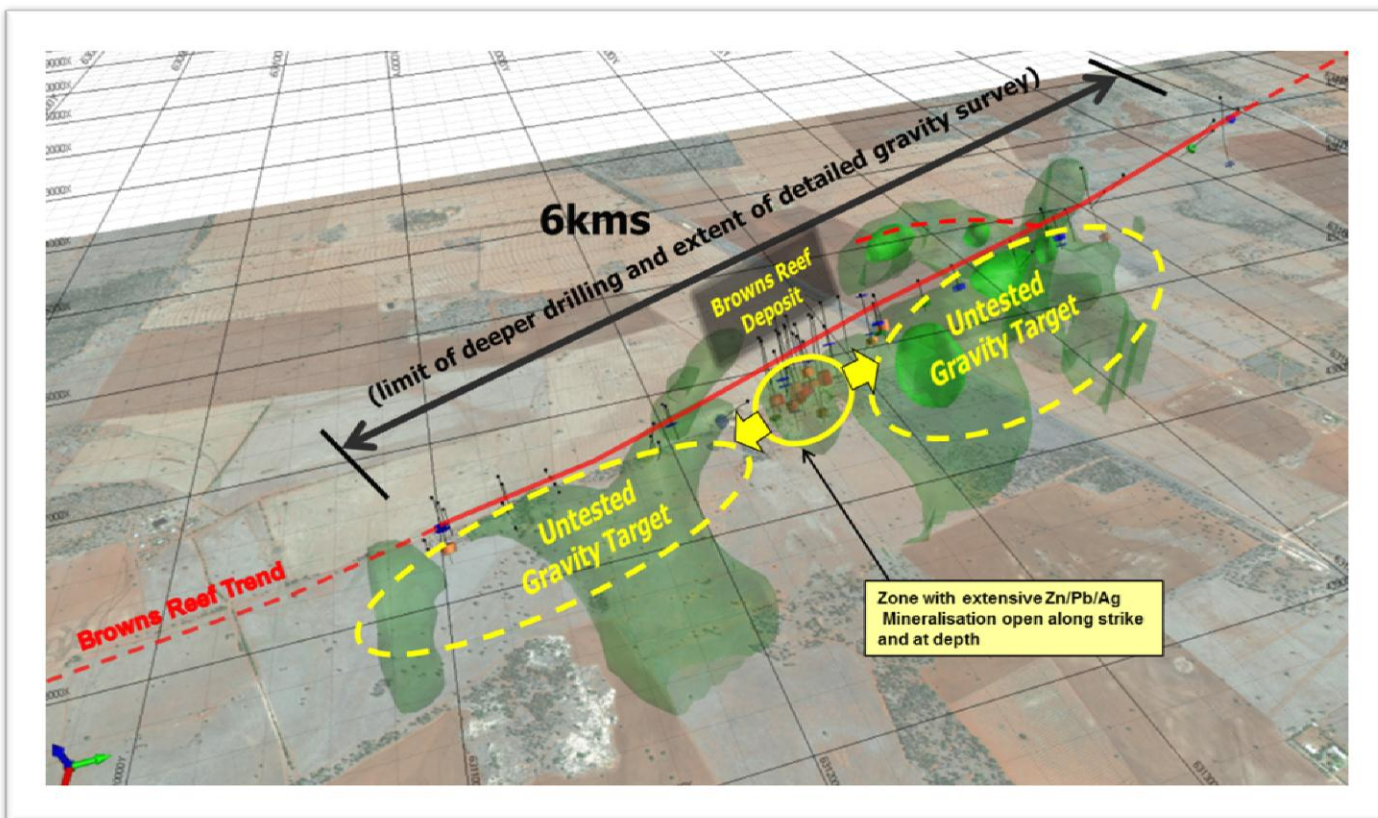 (limit of deeper drilling and extent of detailed gravity survey)
6kms
Browns Reef
Deposit
Untested
Gravity Target
Untested
Gravity Target
Browns Reef Trend
Zone with extensive Zn/Pb/Ag
Mineralisation open along strike
and at depth